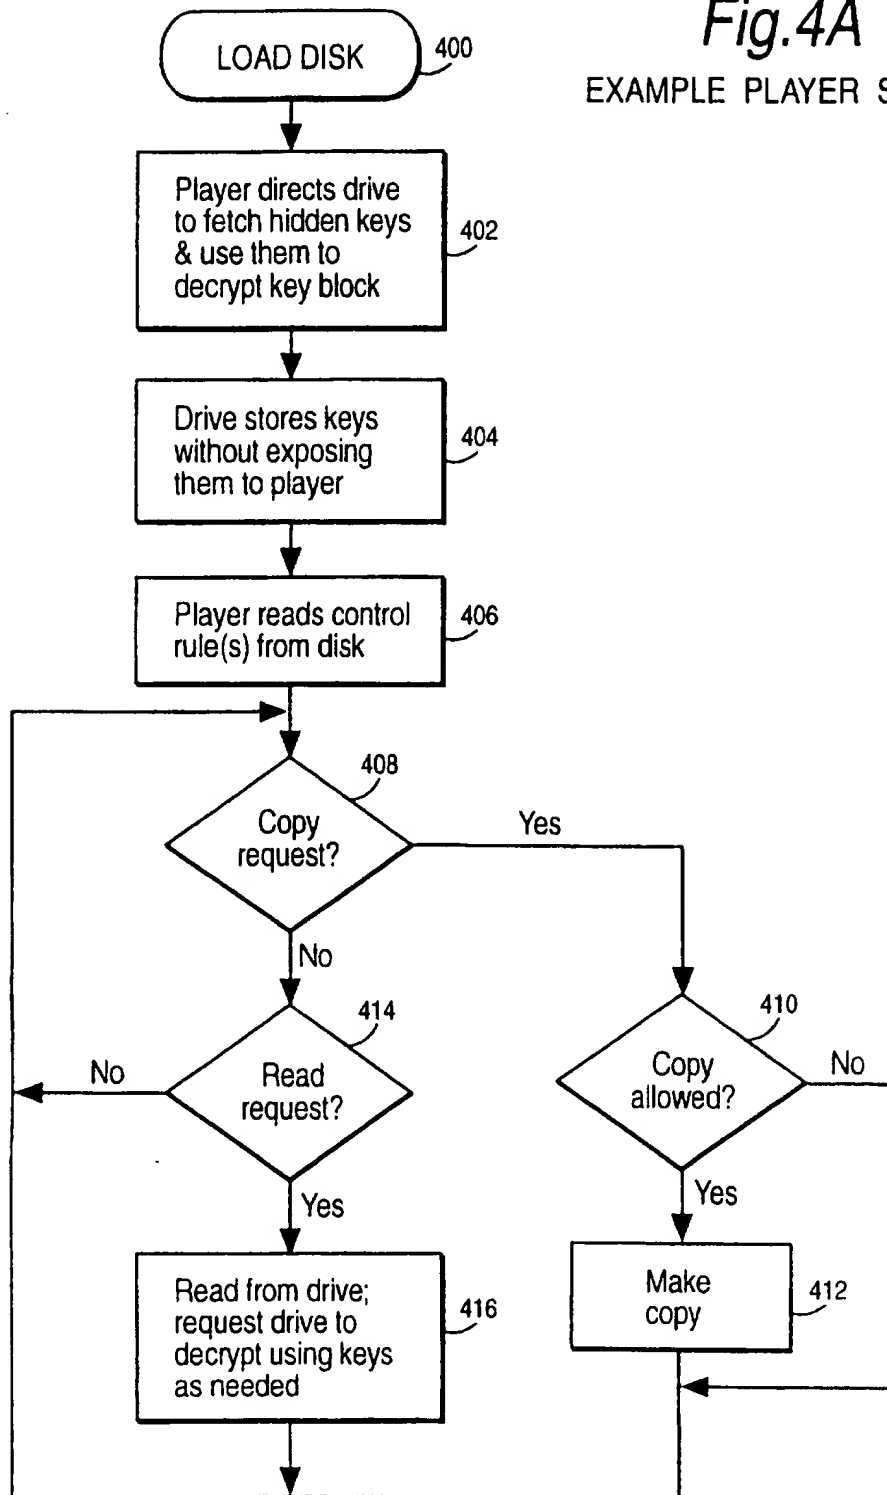 Fig.4A
EXAMPLE PLAYER
LOAD DISK
400
Player directs drive
to fetch hidden keys
& use them to
decrypt key block
402
Drive stores keys
without exposing
them to player
404
Player reads control
rule(s) from disk
406
408
Copy
request?
Yes
No
414
Read
request?
No
Yes
410
Copy
allowed?
No
Yes
Read from drive;
request drive to
decrypt using keys
as needed
416
Make
copy
412